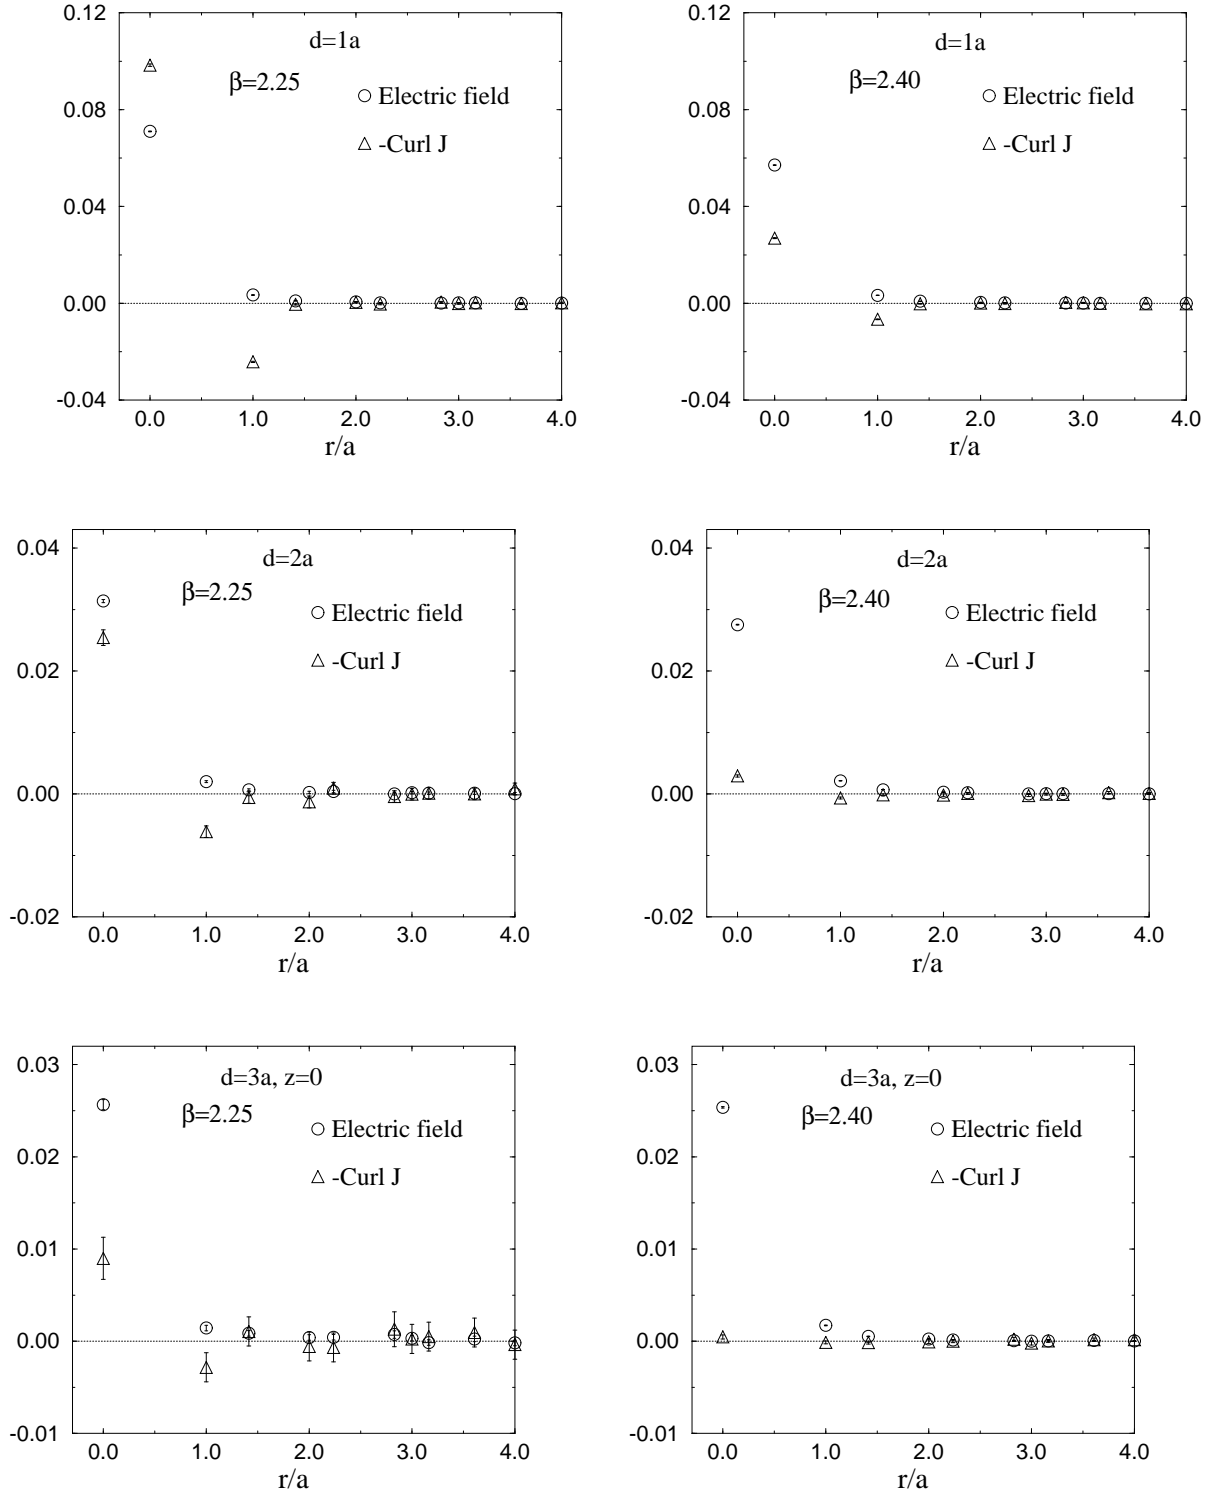 0.12
0.08
0.04
0.00
-0.04
d=1a
β=2.25
Electric field
-Curl J
0.0 1.0 2.0 3.0 4.0
r/a
0.12
0.08
0.04
0.00
-0.04
d=1a
β=2.40
Electric field
-Curl J
0.0 1.0 2.0 3.0 4.0
r/a
0.04
0.02
0.00
-0.02
d=2a
β=2.25
Electric field
-Curl J
0.0 1.0 2.0 3.0 4.0
r/a
0.04
0.02
0.00
-0.02
d=2a
β=2.40
Electric field
-Curl J
0.0 1.0 2.0 3.0 4.0
r/a
0.03
0.02
0.01
0.00
-0.01
d=3a, z=0
β=2.25
Electric field
-Curl J
0.0 1.0 2.0 3.0 4.0
r/a
0.03
0.02
0.01
0.00
-0.01
d=3a, z=0
β=2.40
Electric field
-Curl J
0.0 1.0 2.0 3.0 4.0
r/a